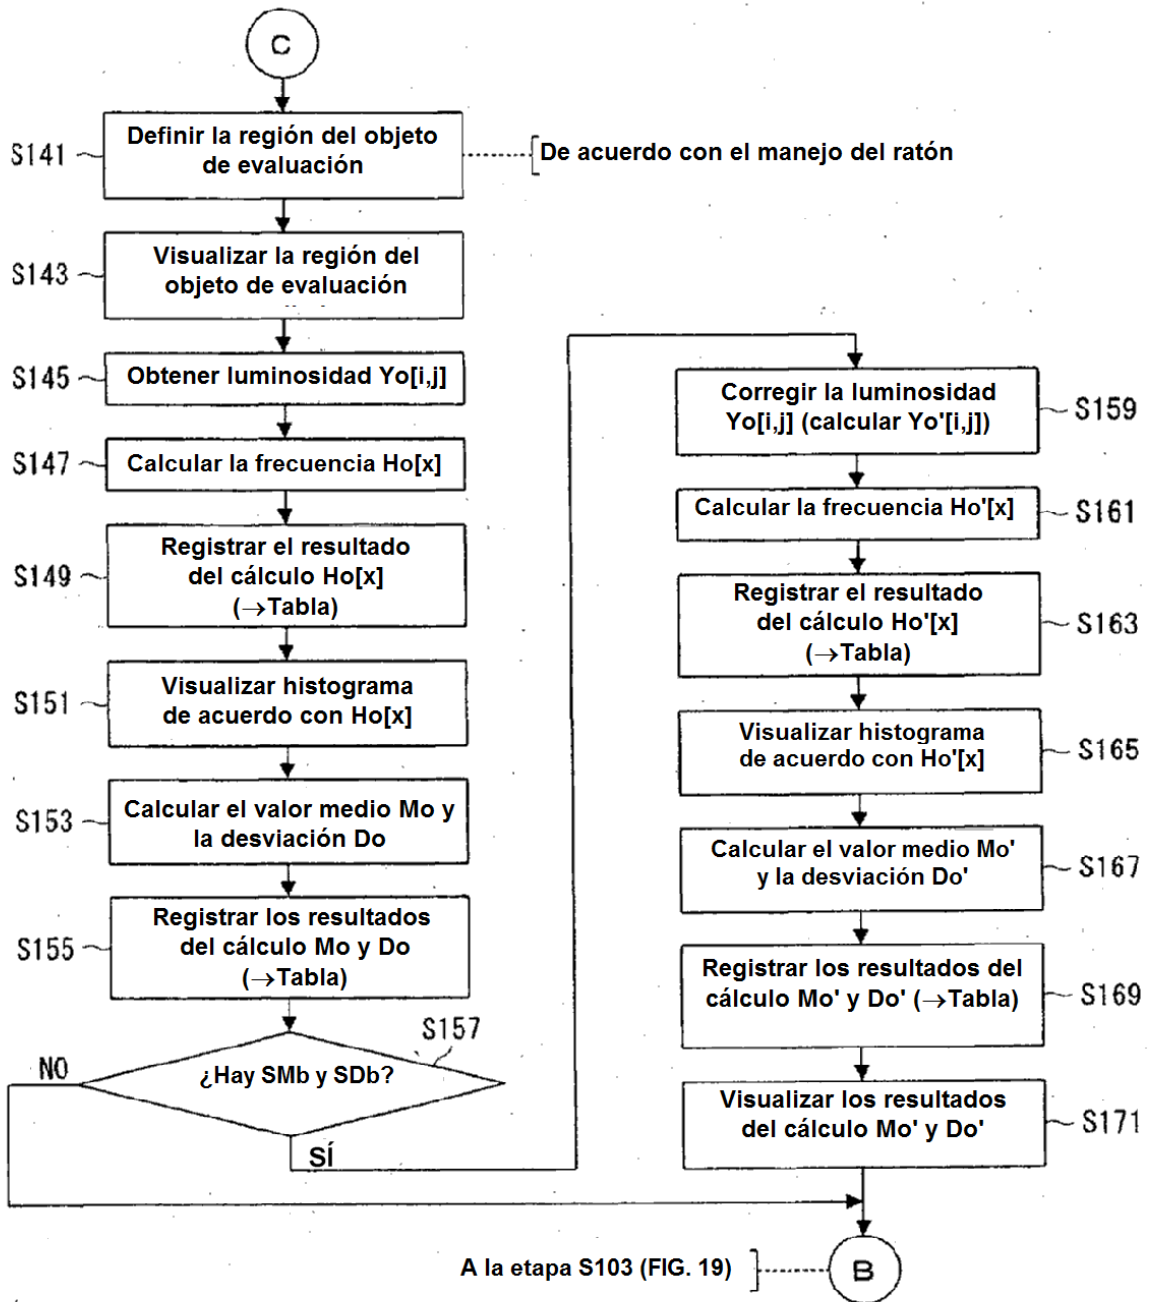 C
S141
Definir la región del objeto
de evaluación
De acuerdo con el manejo del ratón
S143
Visualizar la región del
objeto de evaluación
S145
Obtener luminosidad Yo[i,j]
S147
Calcular la frecuencia Ho[x]
S149
Registrar el resultado
del cálculo Ho[x]
(→Tabla)
S151
Visualizar histograma
de acuerdo con Ho[x]
S153
Calcular el valor medio Mo y
la desviación Do
S155
Registrar los resultados
del cálculo Mo y Do
(→Tabla)
S157
¿Hay SMb y SDb?
NO
SÍ
Corregir la luminosidad
Yo[i,j] (calcular Yo'[i,j])
S159
Calcular la frecuencia Ho'[x]
S161
Registrar el resultado
del cálculo Ho'[x]
(→Tabla)
S163
Visualizar histograma
de acuerdo con Ho'[x]
S165
Calcular el valor medio Mo'
y la desviación Do'
S167
Registrar los resultados del
cálculo Mo' y Do' (→Tabla)
S169
Visualizar los resultados
del cálculo Mo' y Do'
S171
A la etapa S103 (FIG. 19)
B